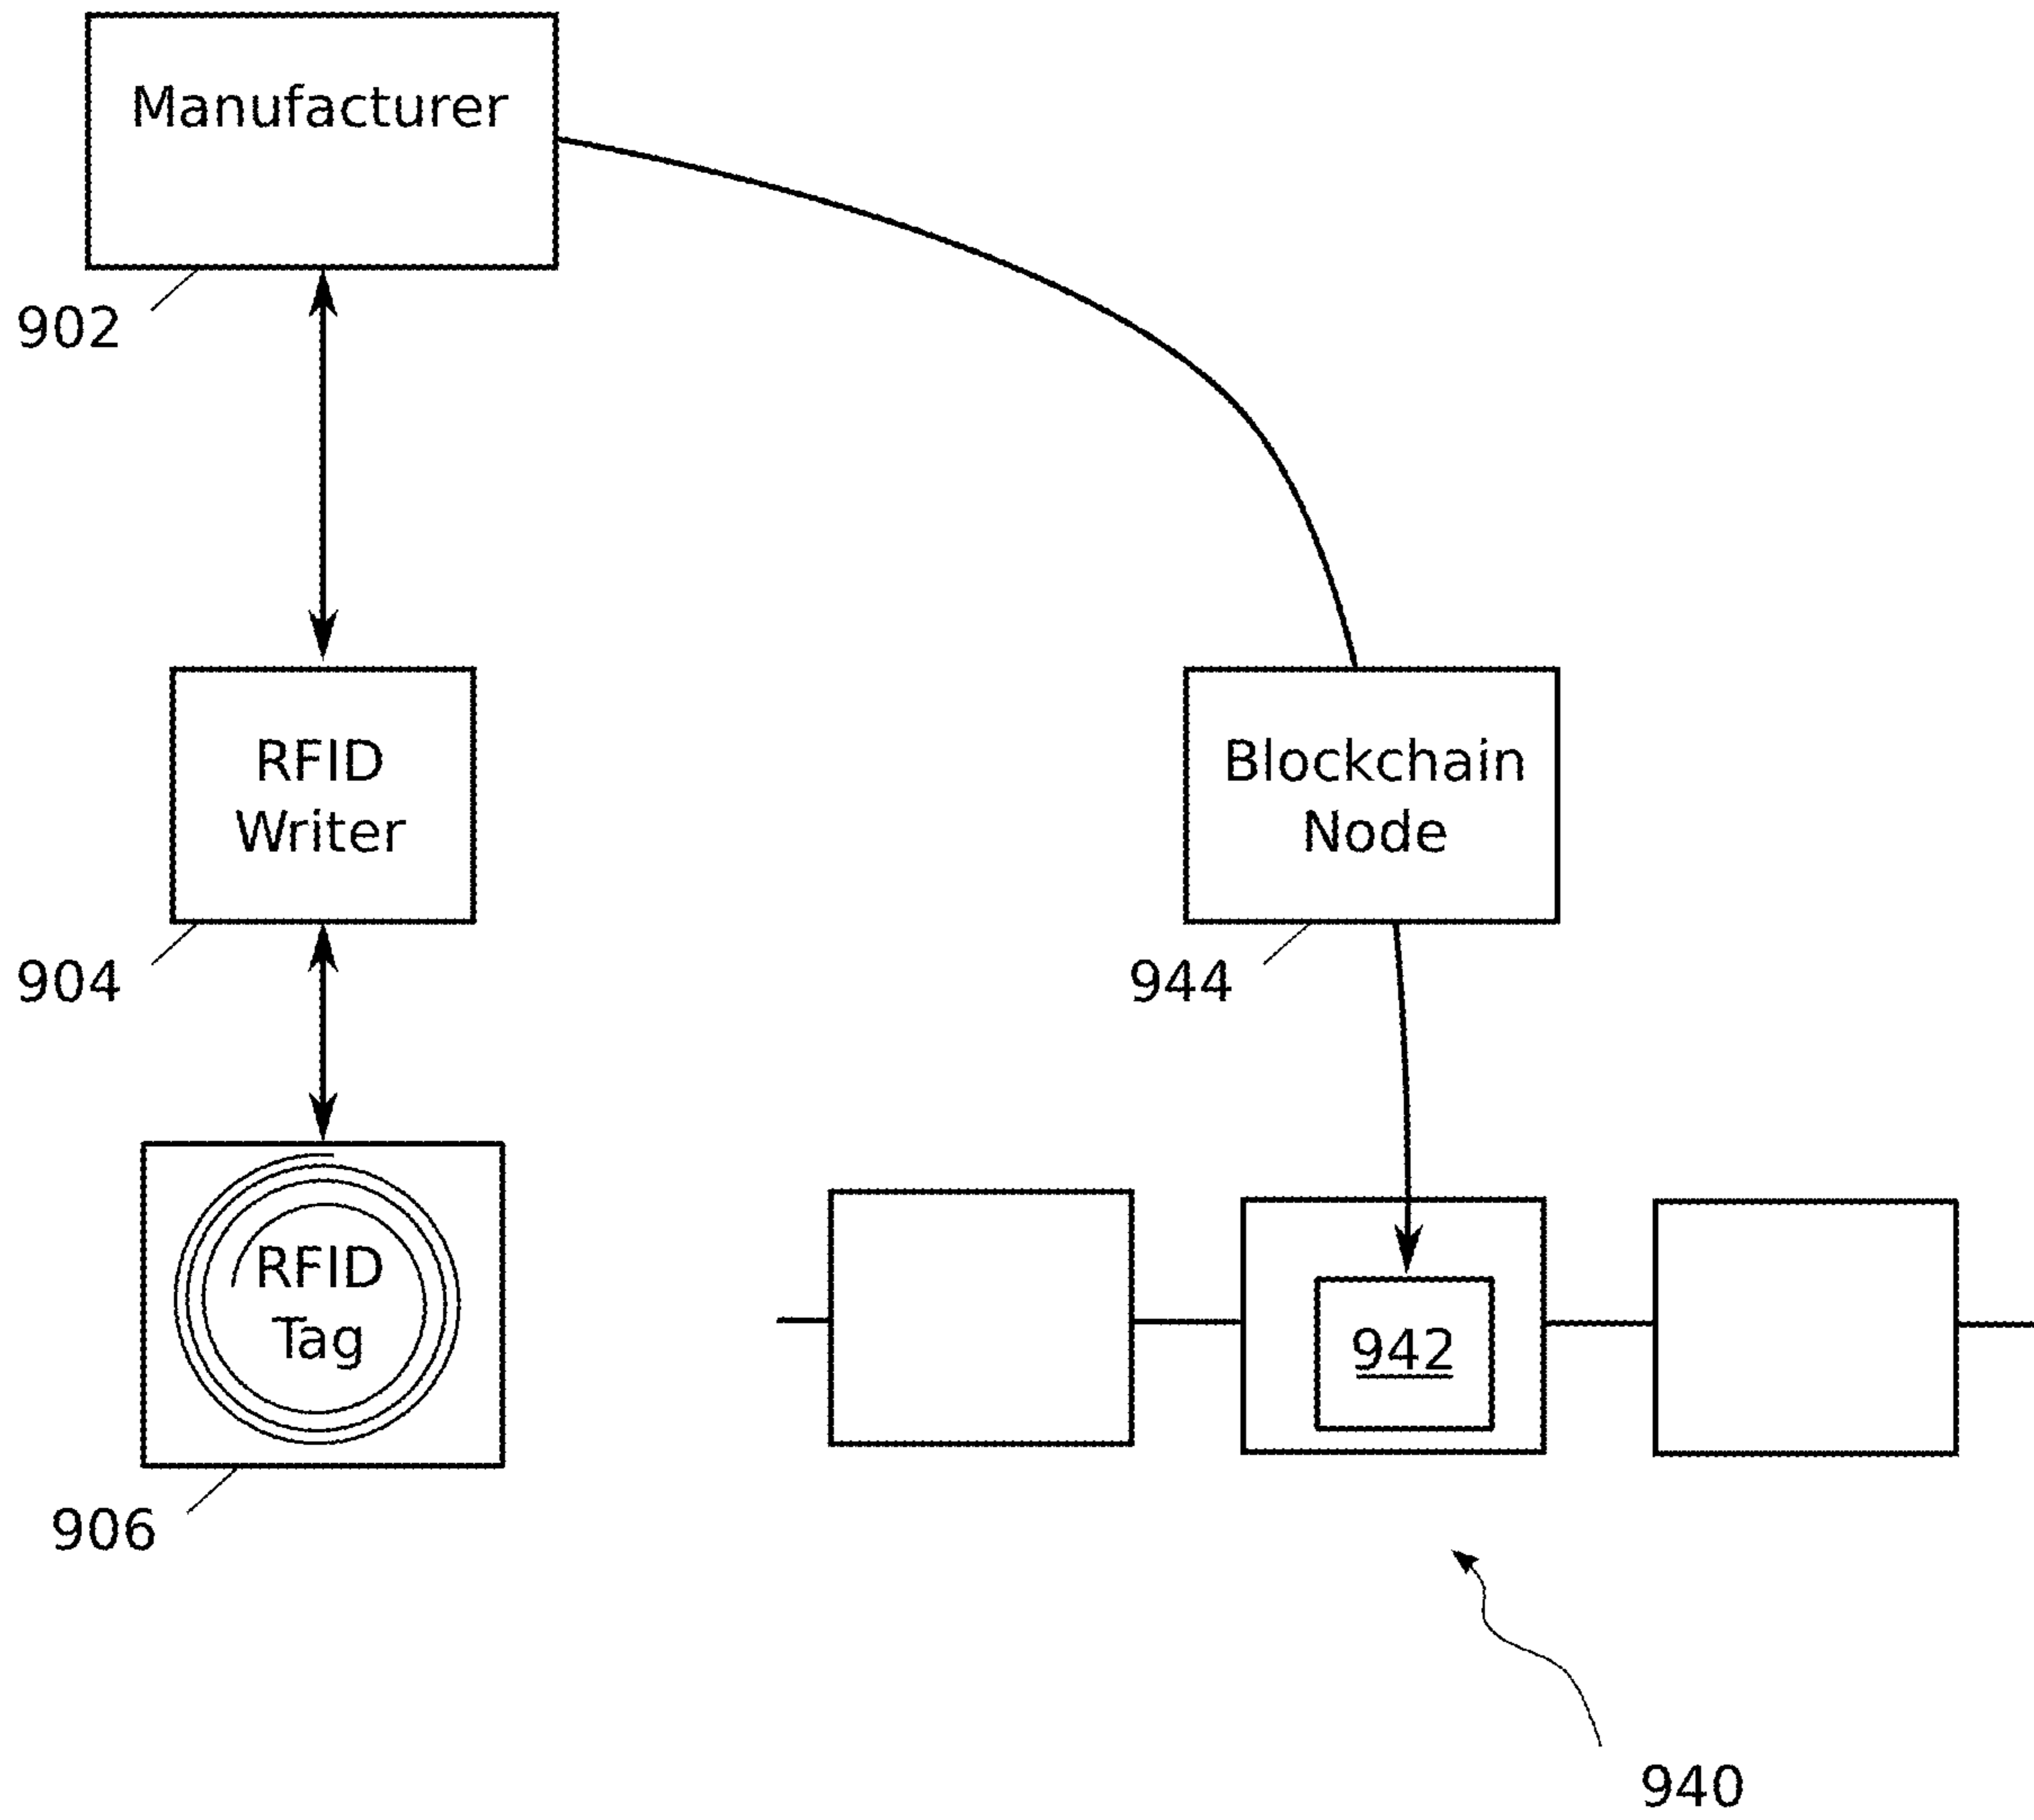 Manufacturer
902
RFID
Writer
904
Blockchain
Node
944
RFID
Tag
906
942
940